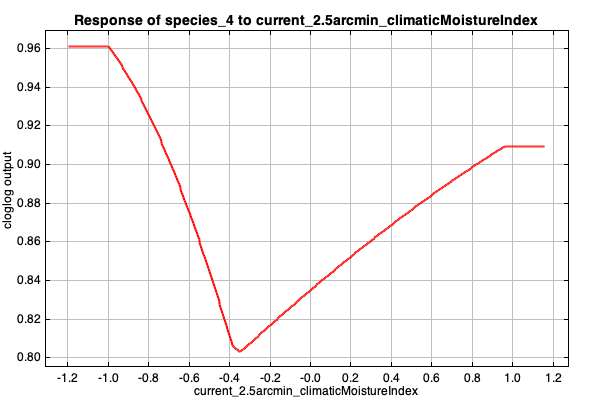 Response of species_4 to current_2.5arcmin_climaticMoistureIndex
cloglog output
0.96
0.94
0.92
0.90
0.88
0.86
0.84
0.82
0.80
-1.2 -1.0 -0.8 -0.6 -0.4 -0.2 -0.0 0.2 0.4 0.6 0.8 1.0 1.2
current_2.5arcmin_climaticMoistureIndex